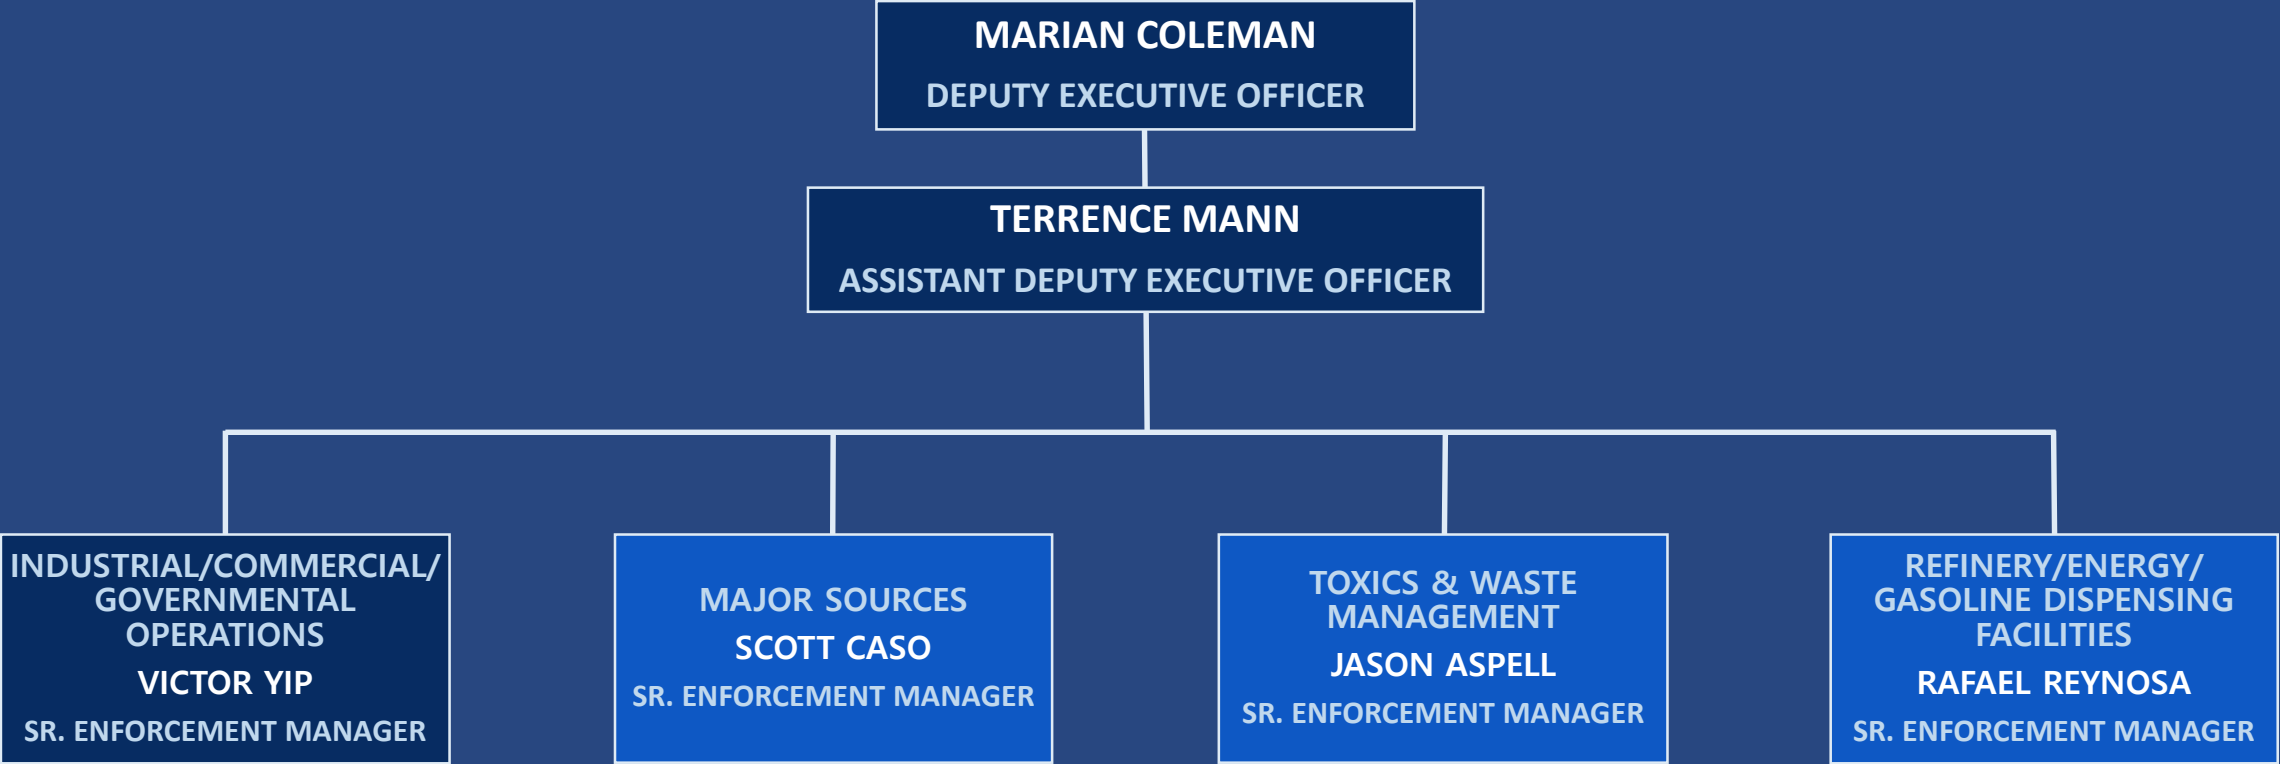 MARIAN COLEMAN
DEPUTY EXECUTIVE OFFICER
TERRENCE MANN
ASSISTANT DEPUTY EXECUTIVE OFFICER
INDUSTRIAL/COMMERCIAL/
GOVERNMENTAL
OPERATIONS
VICTOR YIP
SR. ENFORCEMENT MANAGER
MAJOR SOURCES
SCOTT CASO
SR. ENFORCEMENT MANAGER
TOXICS & WASTE
MANAGEMENT
JASON ASPELL
SR. ENFORCEMENT MANAGER
REFINERY/ENERGY/
GASOLINE DISPENSING
FACILITIES
RAFAEL REYNOSA
SR. ENFORCEMENT MANAGER